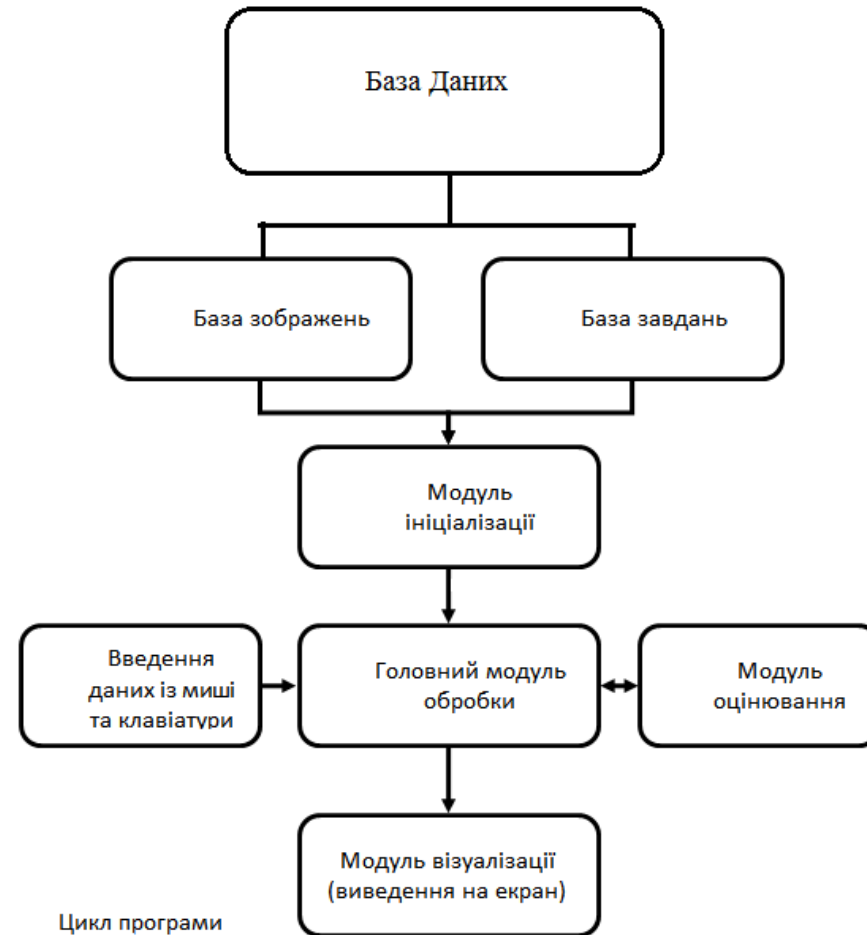 База Даних
База зображень
База завдань
Модуль
ініціалізації
Введення
даних із миші
та клавіатури
Головний модуль
обробки
Модуль
оцінювання
Модуль візуалізації
(виведення на екран)
Цикл програми